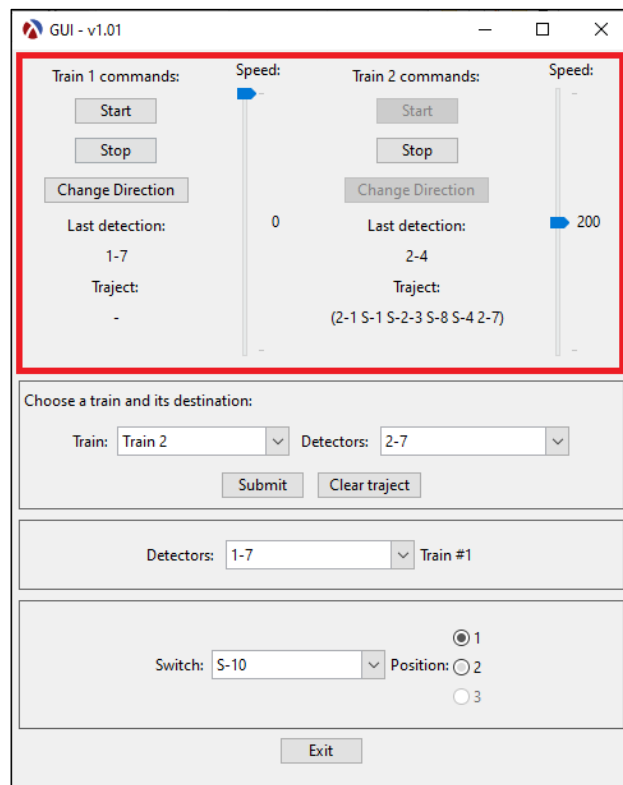 GUI - v1.01
Train 1 commands:
Speed:
Start
Stop
Change Direction
Last detection:
0
1-7
Traject:
-
Train 2 commands:
Speed:
Start
Stop
Change Direction
Last detection:
200
2-4
Traject:
(2-1 S-1 S-2-3 S-8 S-4 2-7)
Choose a train and its destination:
Train: Train 2 Detectors: 2-7
Submit Clear traject
Detectors: 1-7 Train #1
Switch: S-10 Position: 1
2
3
Exit